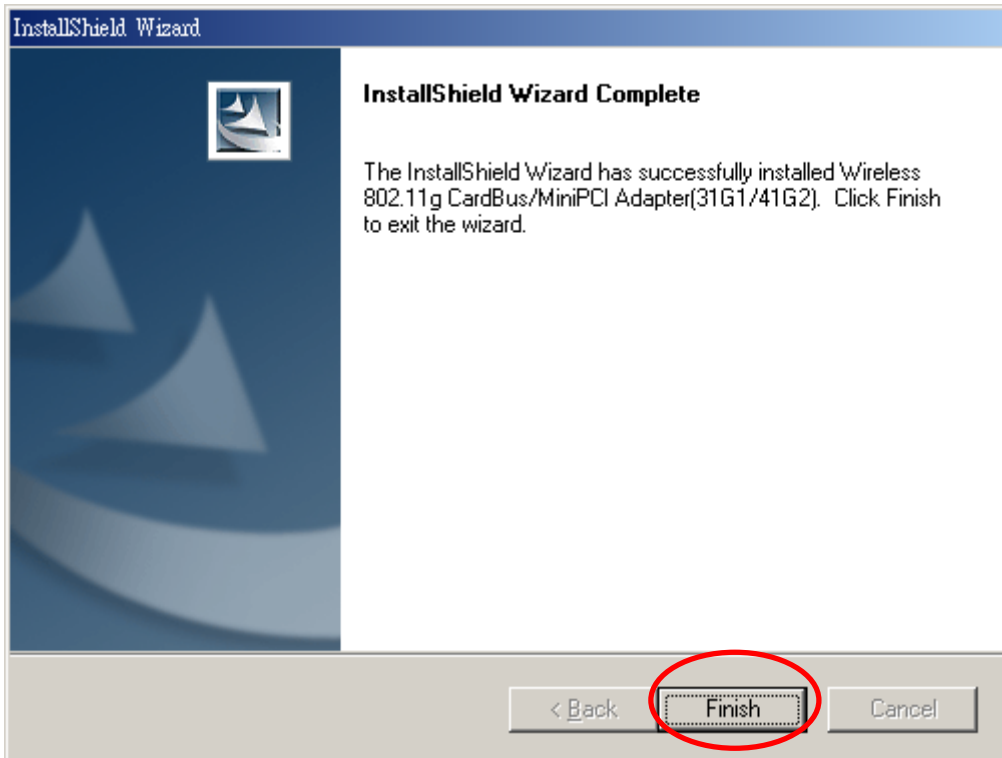 InstallShield Wizard
InstallShield Wizard Complete
The InstallShield Wizard has successfully installed Wireless
802.11g CardBus/MiniPCI Adapter(31G1/41G2).  Click Finish
to exit the wizard.
< Back
Finish
Cancel